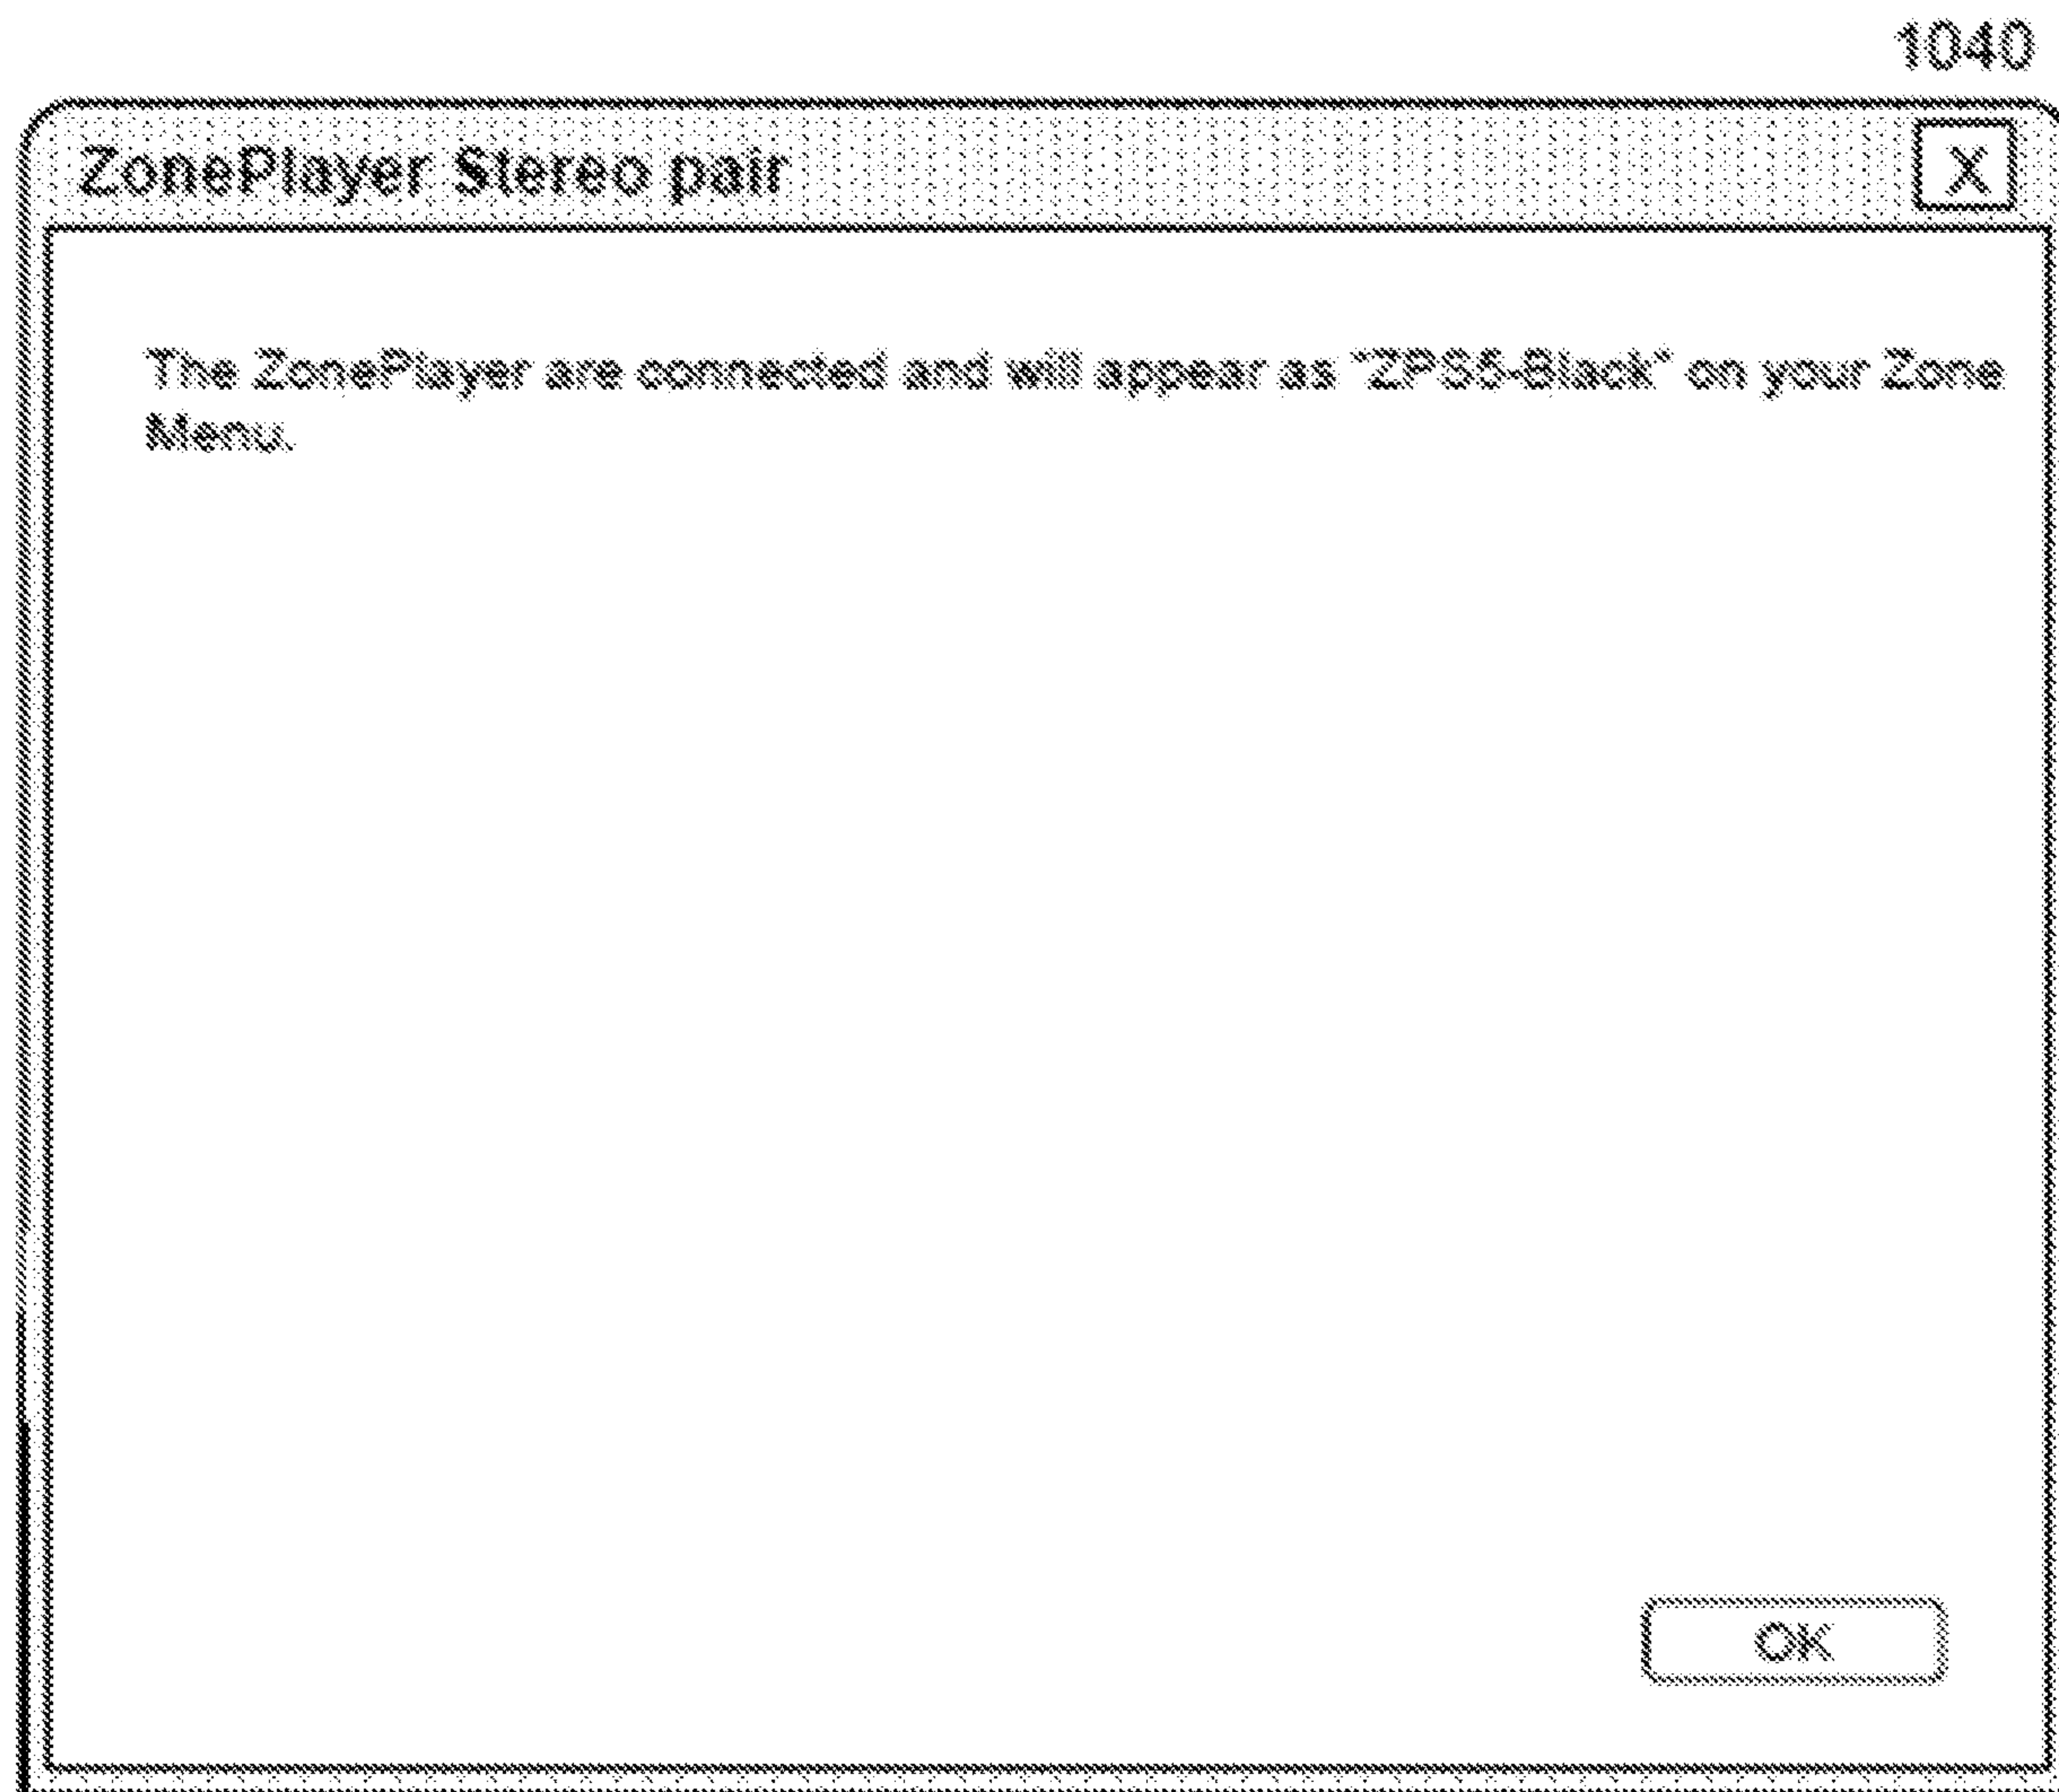 1040
ZonePlayer Stereo pair
X
The ZonePlayer are connected and will appear as "ZPS5-Black" on your Zone
Menu.
OK